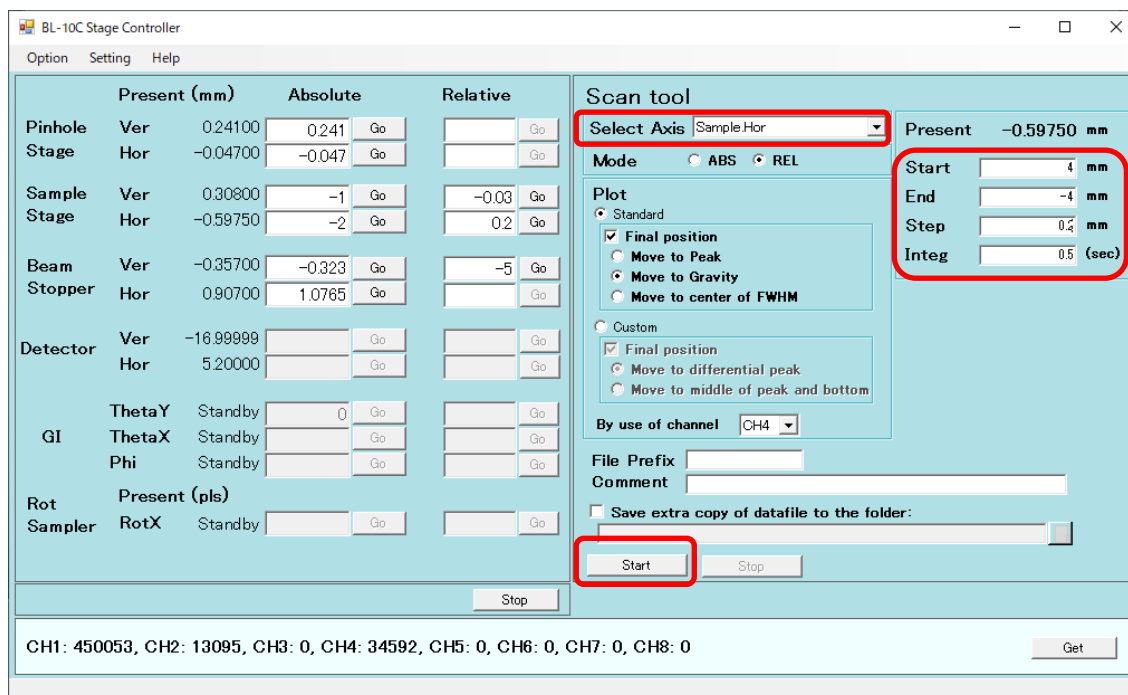 BL-10C Stage Controller
Option Setting Help
Present (mm) Absolute Relative
Pinhole Stage
Ver 0.24100 0.241 Go Go
Hor -0.04700 -0.047 Go Go
Sample Stage
Ver 0.30800 -1 Go -0.03 Go
Hor -0.59750 -2 Go 0.2 Go
Beam Stopper
Ver -0.35700 -0.323 Go -5 Go
Hor 0.90700 1.0765 Go Go
Detector
Ver -16.99999 Go Go
Hor 5.20000 Go Go
GI
ThetaY Standby 0 Go Go
ThetaX Standby Go Go
Phi Standby Go Go
Rot Sampler
Present (pls)
RotX Standby Go Go
Stop
Scan tool
Select Axis Sample.Hor
Mode ABS REL
Plot
Standard
Final position
Move to Peak
Move to Gravity
Move to center of FWHM
Custom
Final position
Move to differential peak
Move to middle of peak and bottom
By use of channel CH4
File Prefix
Comment
Save extra copy of datafile to the folder:
Start Stop
Present -0.59750 mm
Start 4 mm
End -4 mm
Step mm
Integ 0.5 (sec)
CH1: 450053, CH2: 13095, CH3: 0, CH4: 34592, CH5: 0, CH6: 0, CH7: 0, CH8: 0
Get